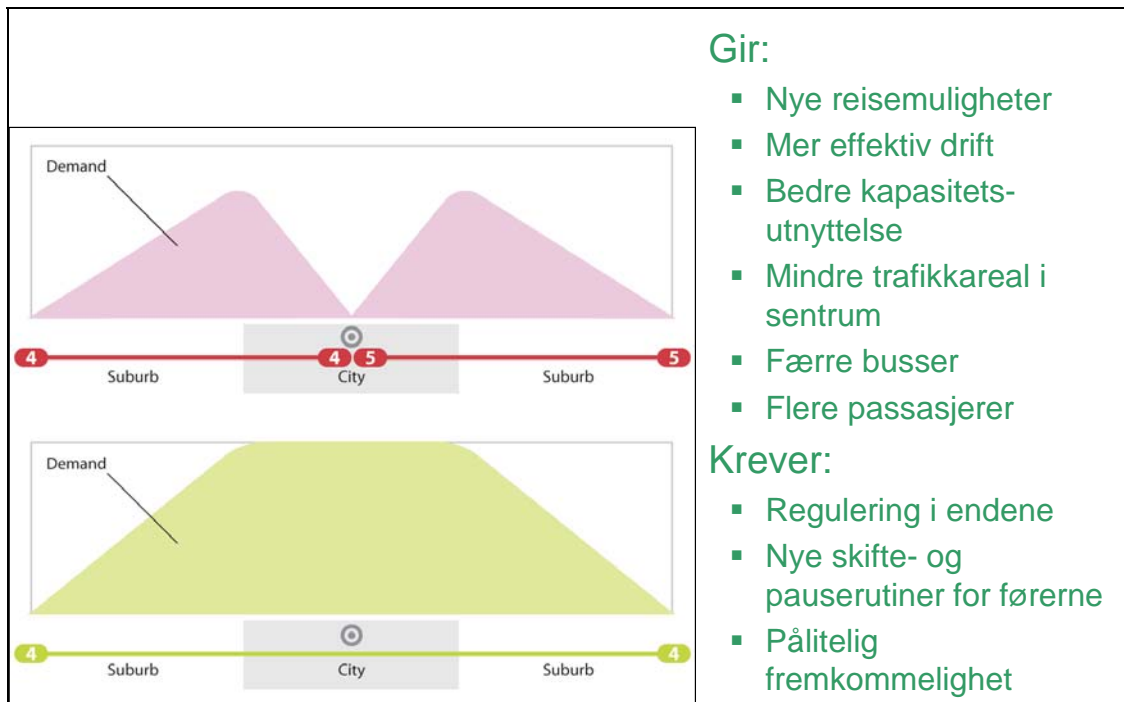 Demand
4
4
5
5
Suburb
City
Suburb
Demand
4
4
Suburb
City
Suburb
Gir:
▪ Nye reisemuligheter
▪ Mer effektiv drift
▪ Bedre kapasitets-
utnyttelse
▪ Mindre trafikkareal i
sentrum
▪ Færre busser
▪ Flere passasjerer
Krever:
▪ Regulering i endene
▪ Nye skifte- og
pauserutiner for førerne
▪ Pålitelig
fremkommelighet